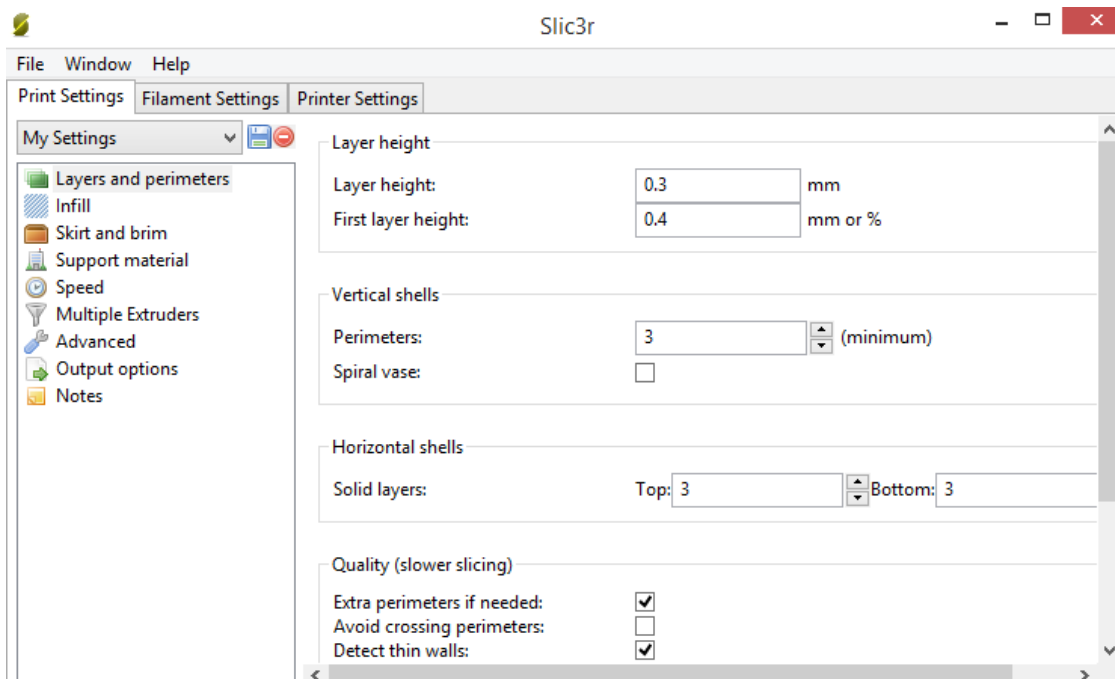 Slic3r
File Window Help
Print Settings Filament Settings Printer Settings
My Settings
Layers and perimeters
Infill
Skirt and brim
Support material
Speed
Multiple Extruders
Advanced
Output options
Notes
Layer height
Layer height: 0.3 mm
First layer height: 0.4 mm or %
Vertical shells
Perimeters: 3 (minimum)
Spiral vase:
Horizontal shells
Solid layers: Top: 3 Bottom: 3
Quality (slower slicing)
Extra perimeters if needed:
Avoid crossing perimeters:
Detect thin walls: